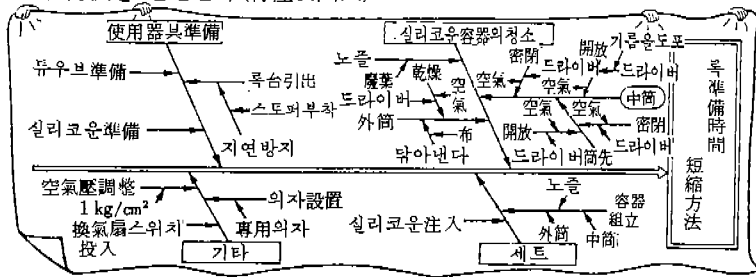 使用器具準備
실리코운容器의청소
튜우브準備
록台引出
스토퍼부착
실리코운準備
지연방지
노즐
廢棄
乾燥
드라이버
空氣
外筒
布
닦아낸다
空氣
密閉
空氣
開放
드라이버
기름을도포
드라이버
中筒
空氣
空氣
密閉
開放
드라이버
드라이버
筒先
록準備時間
短縮方法
空氣壓調整
1 kg/cm²
換氣扇스위치
投入
의자設置
專用의자
기타
실리코운注入
노즐
容器
組立
外筒
中筒
세트